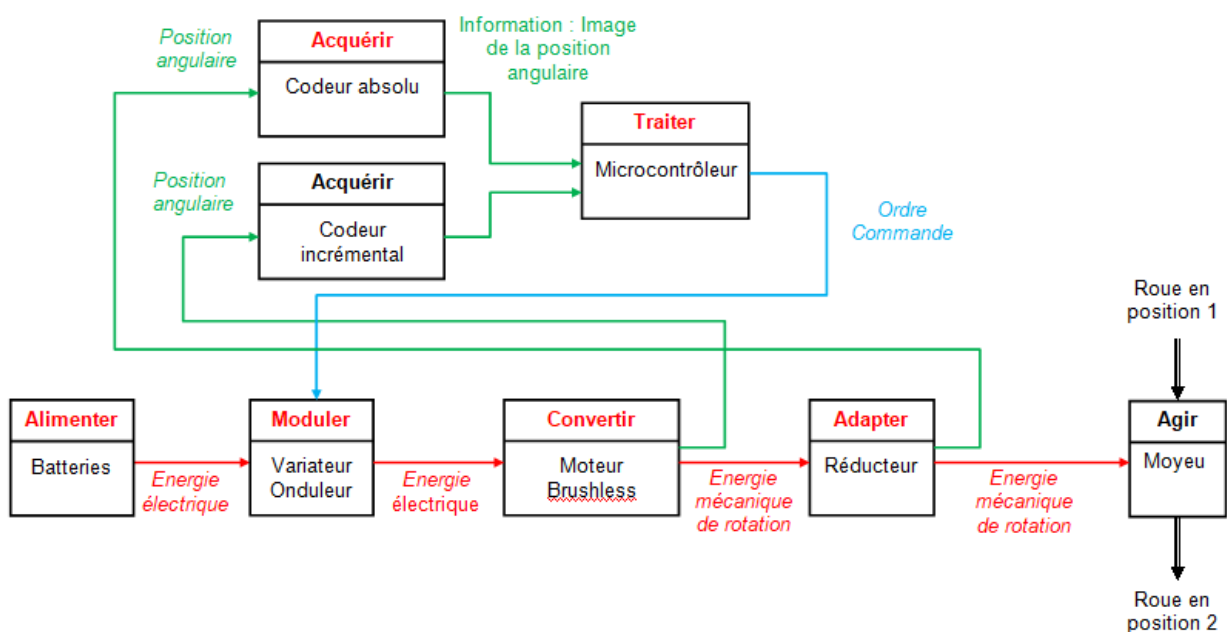 Position
angulaire
Acquérir
Codeur absolu
Information : Image
de la position
angulaire
Traiter
Microcontrôleur
Position
angulaire
Acquérir
Codeur
incrémental
Ordre
Commande
Roue en
position 1
Alimenter
Batteries
Energie
électrique
Moduler
Variateur
Onduleur
Energie
électrique
Convertir
Moteur
Brushless
Energie
mécanique
de rotation
Adapter
Réducteur
Energie
mécanique
de rotation
Agir
Moyeu
Roue en
position 2